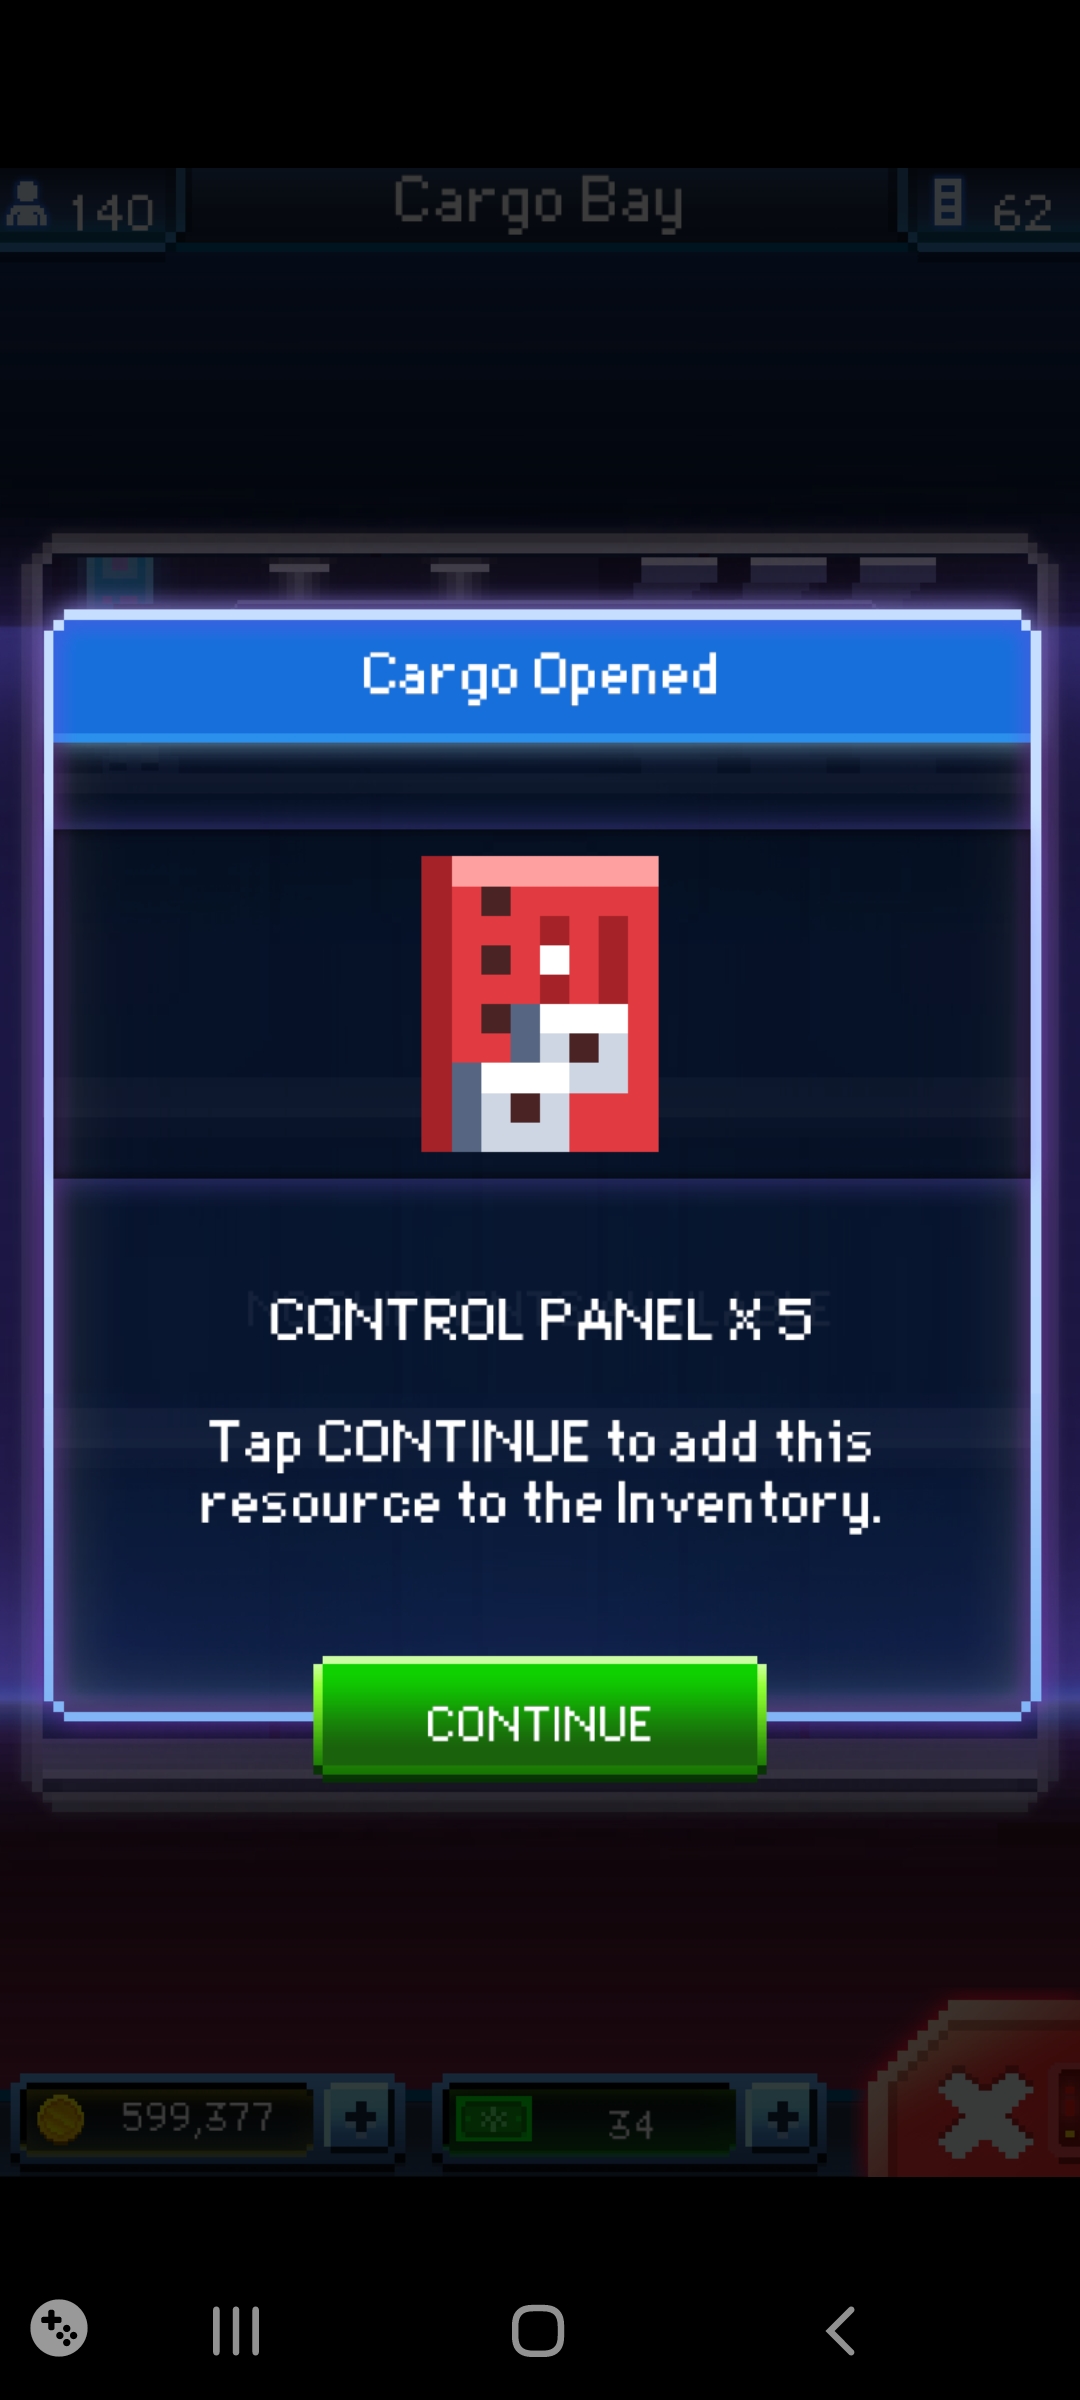 140
Cargo Bay
62
Cargo Opened
CONTROL PANEL X 5
Tap CONTINUE to add this
resource to the Inventory.
CONTINUE
599,377
34